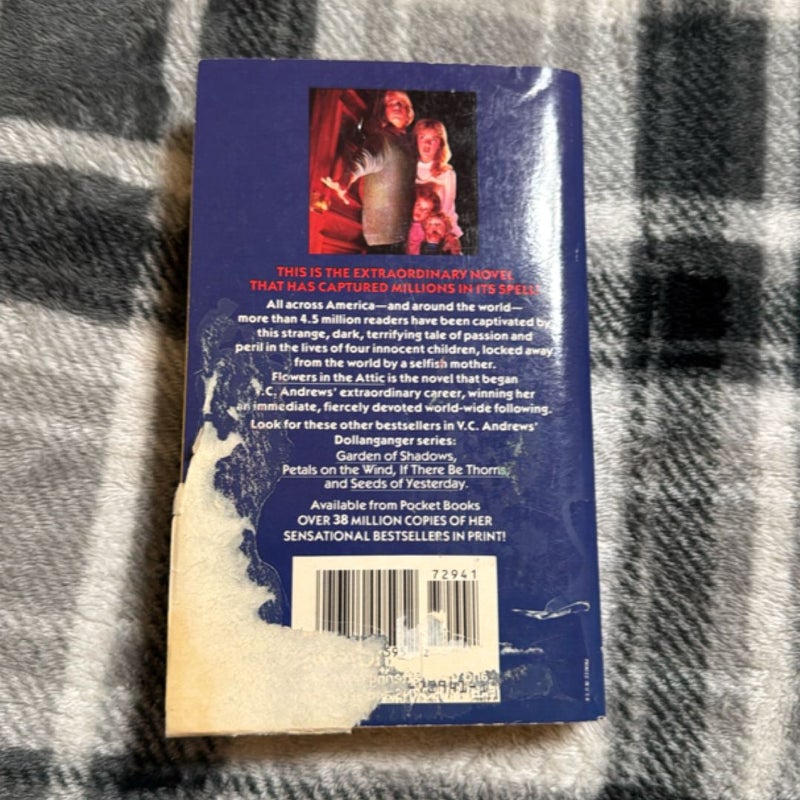 THIS IS THE EXTRAORDINARY NOVEL
THAT HAS CAPTURED MILLIONS IN ITS SPELL
All across America—and around the world—
more than 4.5 million readers have been captivated by
this strange, dark, terrifying tale of passion and
peril in the lives of four innocent children, locked away
from the world by a selfish mother.
Flowers in the Attic is the novel that began
V.C. Andrews' extraordinary career, winning her
an immediate, fiercely devoted world-wide following.
Look for these other bestsellers in V.C. Andrews'
Dollanganger series:
Garden of Shadows,
Petals on the Wind, If There Be Thorns,
and Seeds of Yesterday.
Available from Pocket Books
OVER 38 MILLION COPIES OF HER
SENSATIONAL BESTSELLERS IN PRINT!
72941
PRINTED IN U.S.A.